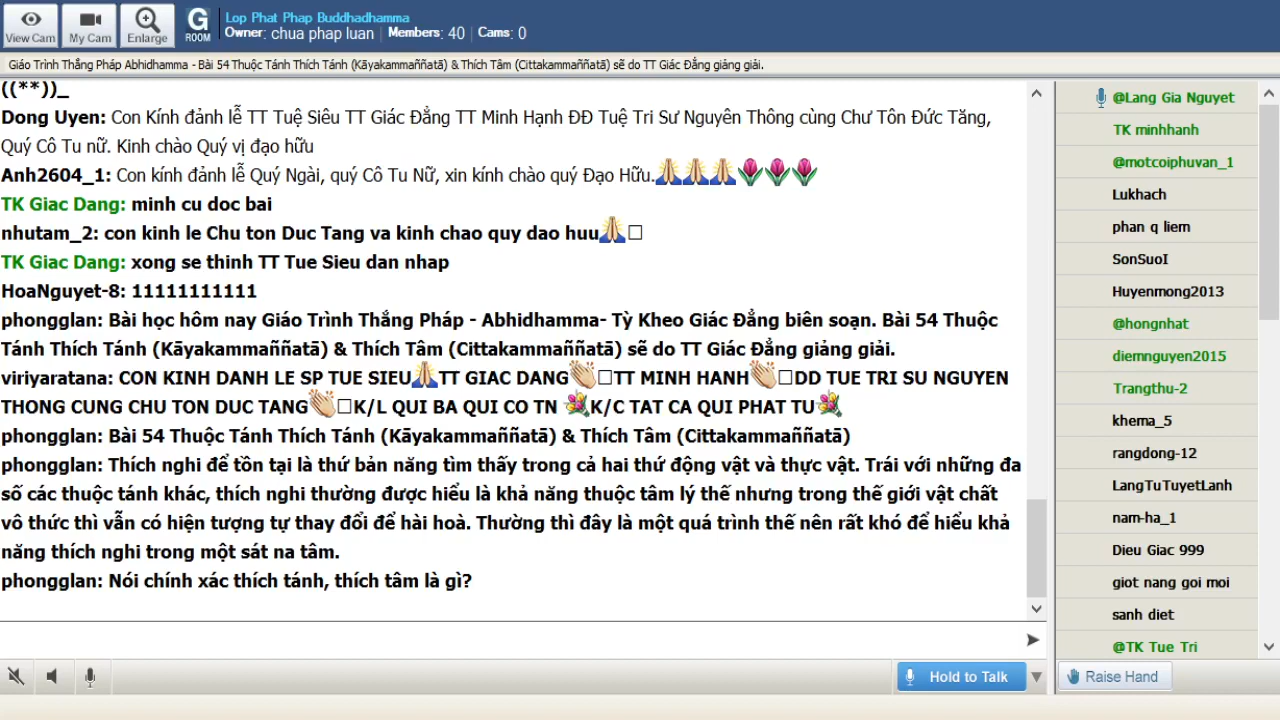 View Cam
My Cam
Enlarge
G
ROOM
Lop Phat Phap Buddhadhamma
Owner: chua phap luan | Members: 40 | Cams: 0
Giáo Trình Thắng Pháp Abhidhamma - Bài 54 Thuộc Tánh Thích Tánh (Kāyakammaññatā) & Thích Tâm (Cittakammaññatā) sẽ do TT Giác Đẳng giảng giải.
((**))_
Dong Uyen: Con Kính đảnh lễ TT Tuệ Siêu TT Giác Đẳng TT Minh Hạnh ĐĐ Tuệ Tri Sư Nguyên Thông cùng Chư Tôn Đức Tăng,
Quý Cô Tu nữ. Kinh chào Quý vị đạo hữu
Anh2604_1: Con kính đảnh lễ Quý Ngài, quý Cô Tu Nữ, xin kính chào quý Đạo Hữu.🙏🙏🙏🌷🌷🌷
TK Giac Dang: minh cu doc bai
nhutam_2: con kinh le Chu ton Duc Tang va kinh chao quy dao huu🙏□
TK Giac Dang: xong se thinh TT Tue Sieu dan nhap
HoaNguyet-8: 11111111111
phongglan: Bài học hôm nay Giáo Trình Thắng Pháp - Abhidhamma- Tỳ Kheo Giác Đẳng biên soạn. Bài 54 Thuộc
Tánh Thích Tánh (Kāyakammaññatā) & Thích Tâm (Cittakammaññatā) sẽ do TT Giác Đẳng giảng giải.
viriyaratana: CON KINH DANH LE SP TUE SIEU🙏TT GIAC DANG👏□TT MINH HANH👏□DD TUE TRI SU NGUYEN
THONG CUNG CHU TON DUC TANG👏□K/L QUI BA QUI CO TN 💐K/C TAT CA QUI PHAT TU💐
phongglan: Bài 54 Thuộc Tánh Thích Tánh (Kāyakammaññatā) & Thích Tâm (Cittakammaññatā)
phongglan: Thích nghi để tồn tại là thứ bản năng tìm thấy trong cả hai thứ động vật và thực vật. Trái với những đa
số các thuộc tánh khác, thích nghi thường được hiểu là khả năng thuộc tâm lý thế nhưng trong thế giới vật chất
vô thức thì vẫn có hiện tượng tự thay đổi để hài hoà. Thường thì đây là một quá trình thế nên rất khó để hiểu khả
năng thích nghi trong một sát na tâm.
phongglan: Nói chính xác thích tánh, thích tâm là gì?
@Lang Gia Nguyet
TK minhhanh
@motcoiphuvan_1
Lukhach
phan q liem
SonSuoI
Huyenmong2013
@hongnhat
diemnguyen2015
Trangthu-2
khema_5
rangdong-12
LangTuTuyetLanh
nam-ha_1
Dieu Giac 999
giot nang goi moi
sanh diet
@TK Tue Tri
Hold to Talk
Raise Hand